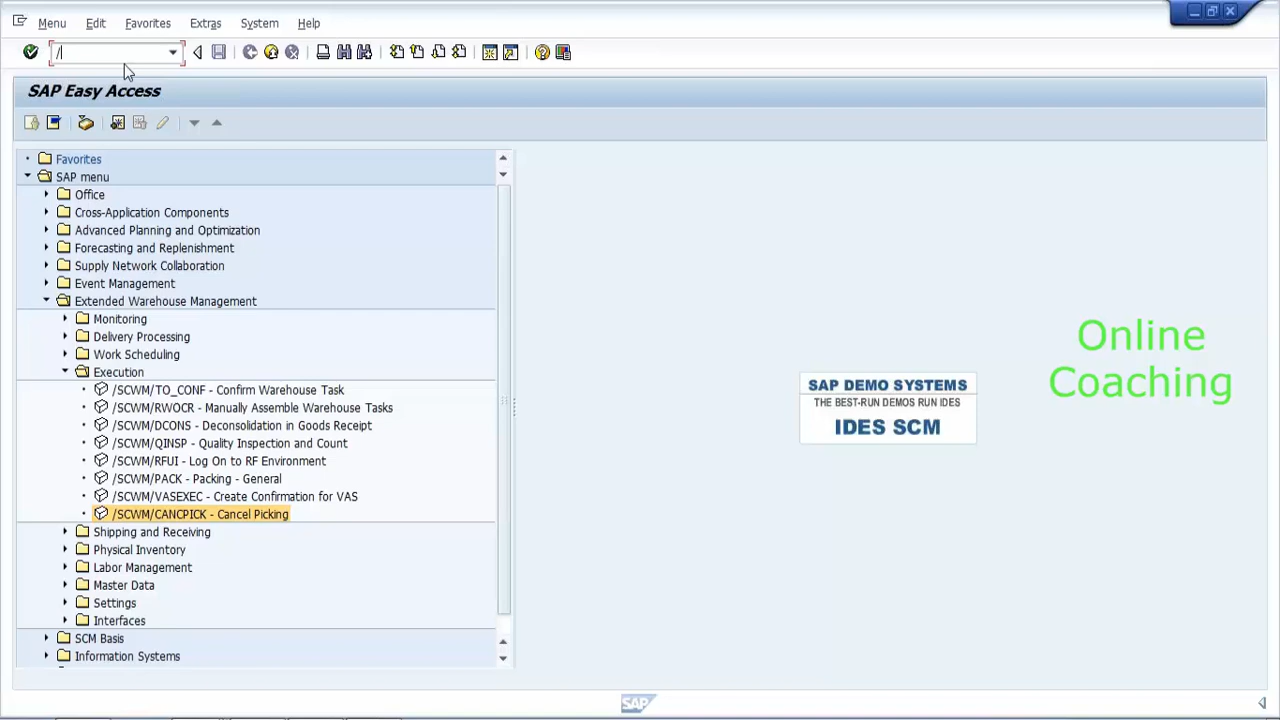 Menu Edit Favorites Extras System Help
/
SAP Easy Access
Favorites
SAP menu
Office
Cross-Application Components
Advanced Planning and Optimization
Forecasting and Replenishment
Supply Network Collaboration
Event Management
Extended Warehouse Management
Monitoring
Delivery Processing
Work Scheduling
Execution
/SCWM/TO_CONF - Confirm Warehouse Task
/SCWM/RWOCR - Manually Assemble Warehouse Tasks
/SCWM/DCONS - Deconsolidation in Goods Receipt
/SCWM/QINSP - Quality Inspection and Count
/SCWM/RFUI - Log On to RF Environment
/SCWM/PACK - Packing - General
/SCWM/VASEXEC - Create Confirmation for VAS
/SCWM/CANCPICK - Cancel Picking
Shipping and Receiving
Physical Inventory
Labor Management
Master Data
Settings
Interfaces
SCM Basis
Information Systems
Online
Coaching
SAP DEMO SYSTEMS
THE BEST-RUN DEMOS RUN IDES
IDES SCM
SAP